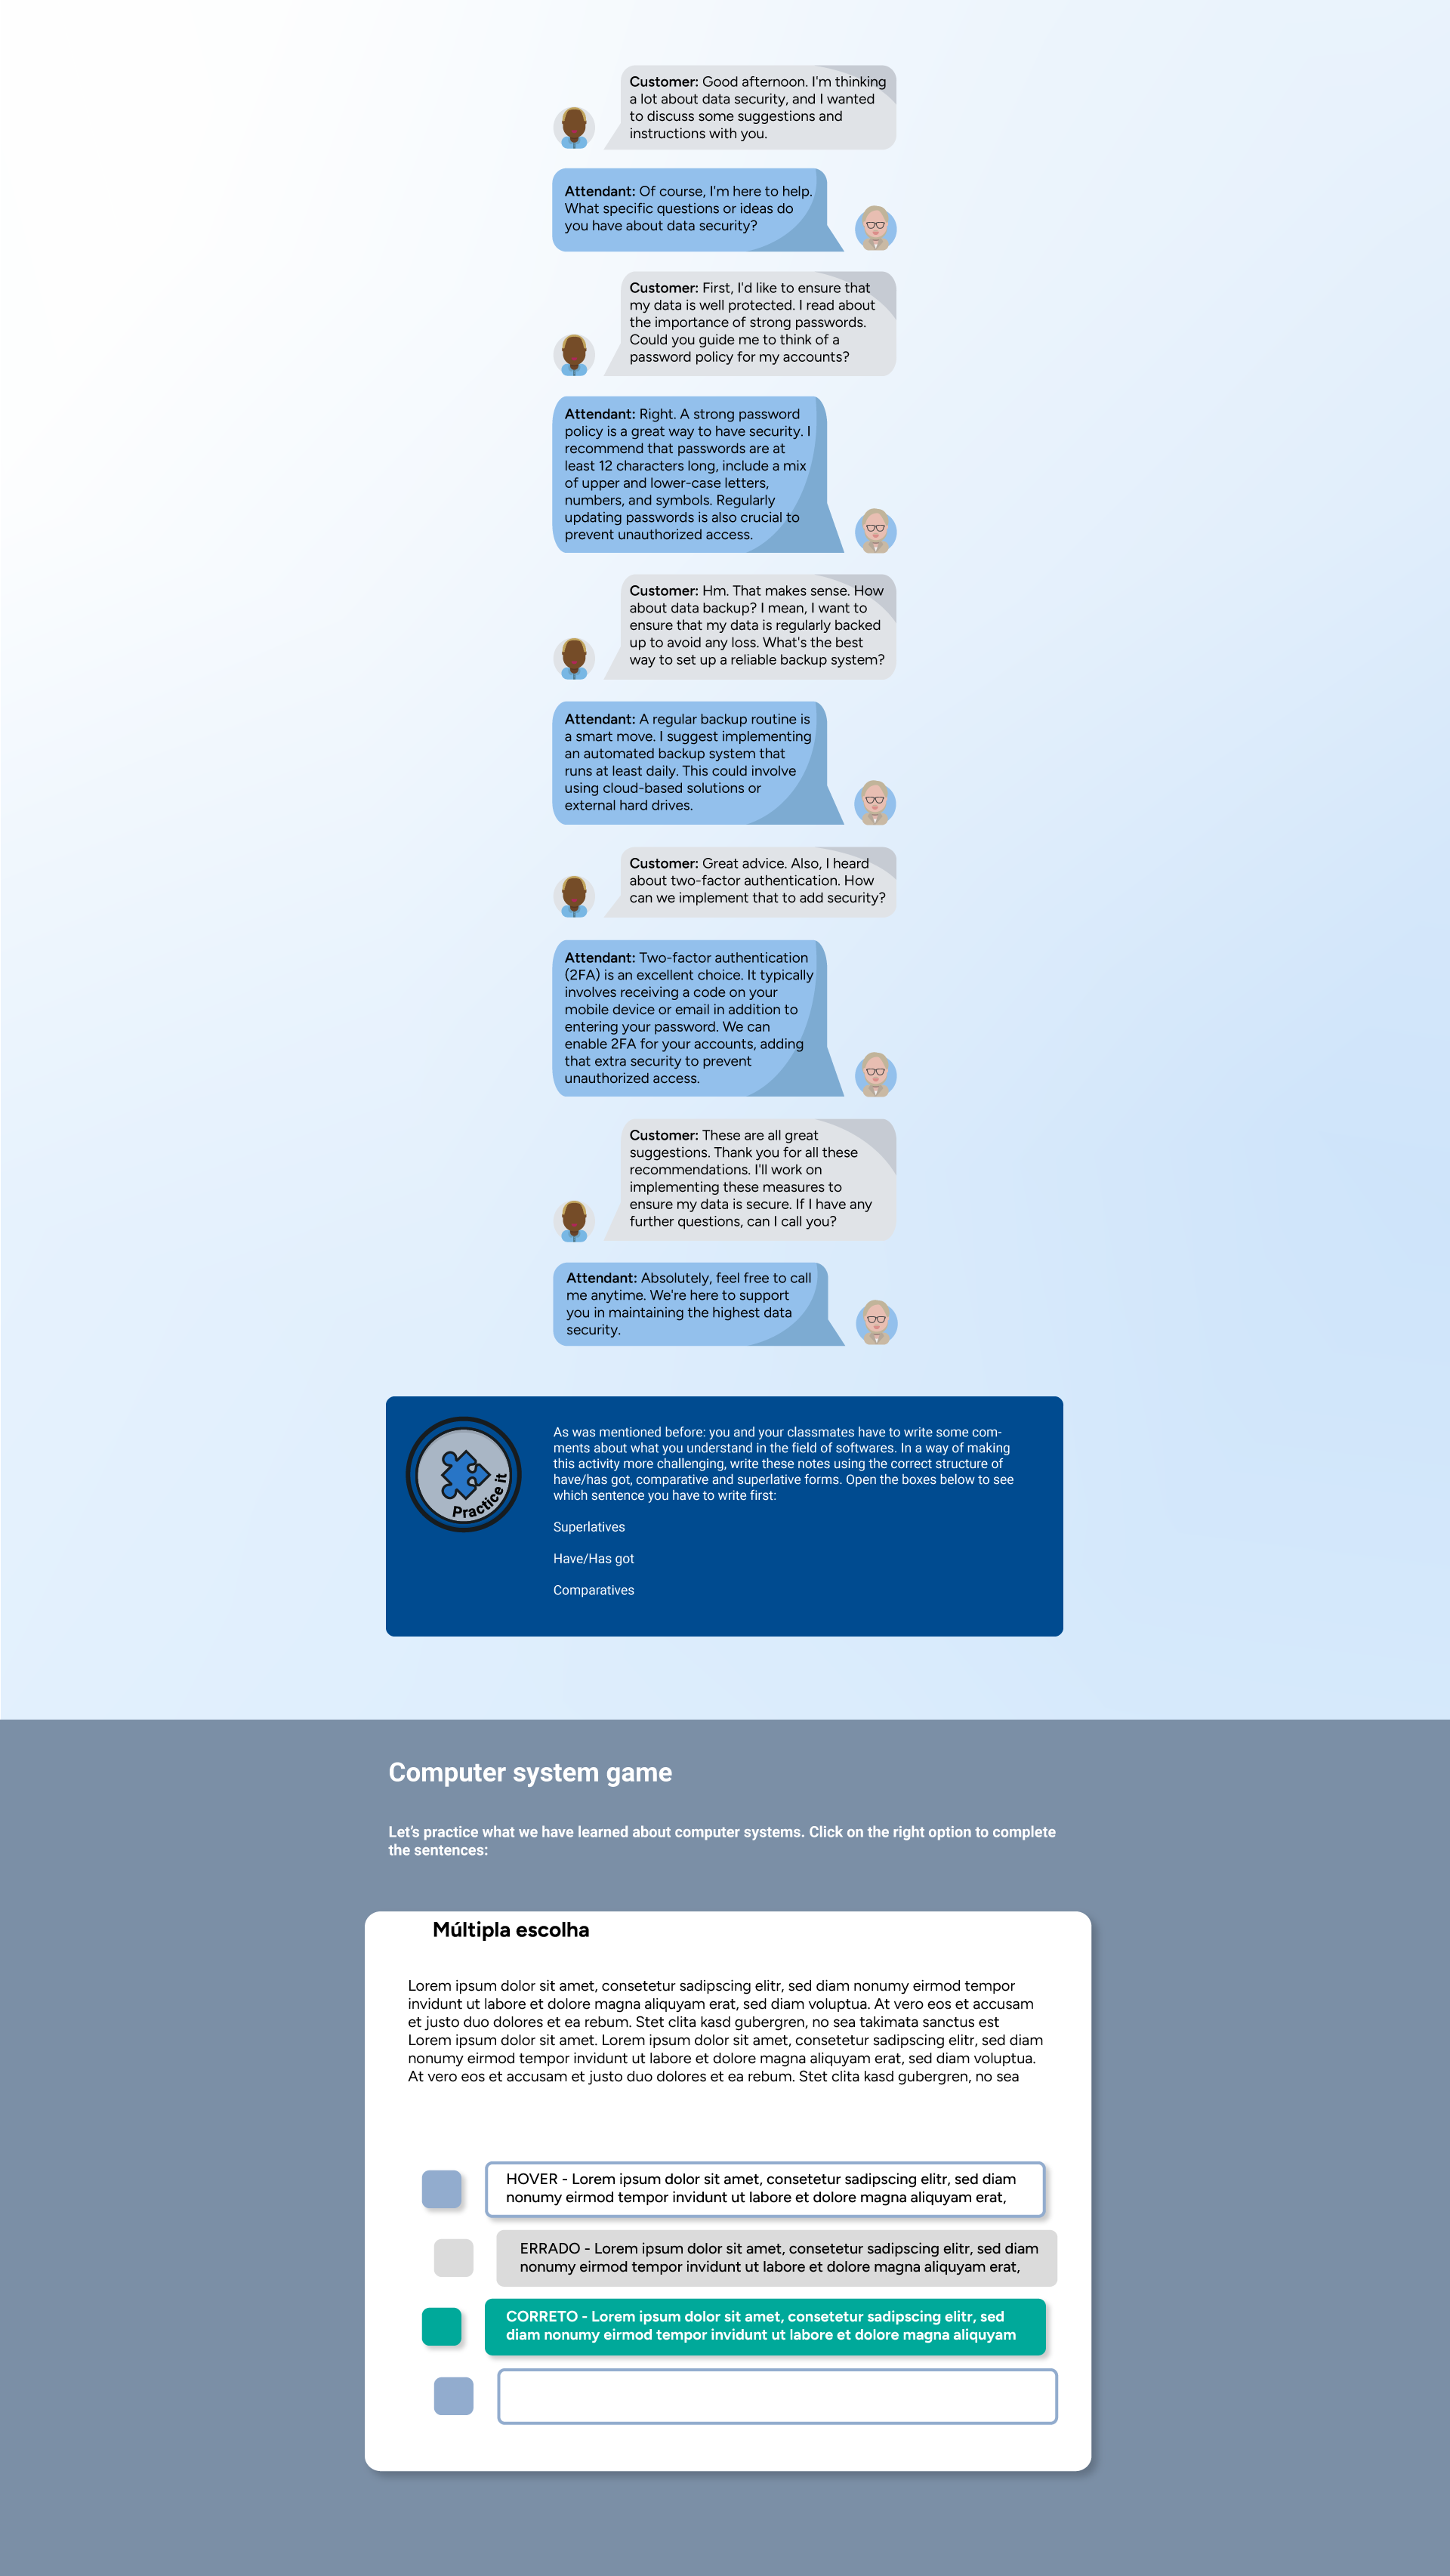 Customer: Good afternoon. I'm thinking
a lot about data security, and I wanted
to discuss some suggestions and
instructions with you.
Attendant: Of course, I'm here to help.
What specific questions or ideas do
you have about data security?
Customer: First, I'd like to ensure that
my data is well protected. I read about
the importance of strong passwords.
Could you guide me to think of a
password policy for my accounts?
Attendant: Right. A strong password
policy is a great way to have security. I
recommend that passwords are at
least 12 characters long, include a mix
of upper and lower-case letters,
numbers, and symbols. Regularly
updating passwords is also crucial to
prevent unauthorized access.
Customer: Hm. That makes sense. How
about data backup? I mean, I want to
ensure that my data is regularly backed
up to avoid any loss. What's the best
way to set up a reliable backup system?
Attendant: A regular backup routine is
a smart move. I suggest implementing
an automated backup system that
runs at least daily. This could involve
using cloud-based solutions or
external hard drives.
Customer: Great advice. Also, I heard
about two-factor authentication. How
can we implement that to add security?
Attendant: Two-factor authentication
(2FA) is an excellent choice. It typically
involves receiving a code on your
mobile device or email in addition to
entering your password. We can
enable 2FA for your accounts, adding
that extra security to prevent
unauthorized access.
Customer: These are all great
suggestions. Thank you for all these
recommendations. I'll work on
implementing these measures to
ensure my data is secure. If I have any
further questions, can I call you?
Attendant: Absolutely, feel free to call
me anytime. We're here to support
you in maintaining the highest data
security.
Practice it
As was mentioned before: you and your classmates have to write some com-
ments about what you understand in the field of softwares. In a way of making
this activity more challenging, write these notes using the correct structure of
have/has got, comparative and superlative forms. Open the boxes below to see
which sentence you have to write first:
Superlatives
Have/Has got
Comparatives
Computer system game
Let's practice what we have learned about computer systems. Click on the right option to complete
the sentences:
Múltipla escolha
Lorem ipsum dolor sit amet, consetetur sadipscing elitr, sed diam nonumy eirmod tempor
invidunt ut labore et dolore magna aliquyam erat, sed diam voluptua. At vero eos et accusam
et justo duo dolores et ea rebum. Stet clita kasd gubergren, no sea takimata sanctus est
Lorem ipsum dolor sit amet. Lorem ipsum dolor sit amet, consetetur sadipscing elitr, sed diam
nonumy eirmod tempor invidunt ut labore et dolore magna aliquyam erat, sed diam voluptua.
At vero eos et accusam et justo duo dolores et ea rebum. Stet clita kasd gubergren, no sea
HOVER - Lorem ipsum dolor sit amet, consetetur sadipscing elitr, sed diam
nonumy eirmod tempor invidunt ut labore et dolore magna aliquyam erat,
ERRADO - Lorem ipsum dolor sit amet, consetetur sadipscing elitr, sed diam
nonumy eirmod tempor invidunt ut labore et dolore magna aliquyam erat,
CORRETO - Lorem ipsum dolor sit amet, consetetur sadipscing elitr, sed
diam nonumy eirmod tempor invidunt ut labore et dolore magna aliquyam